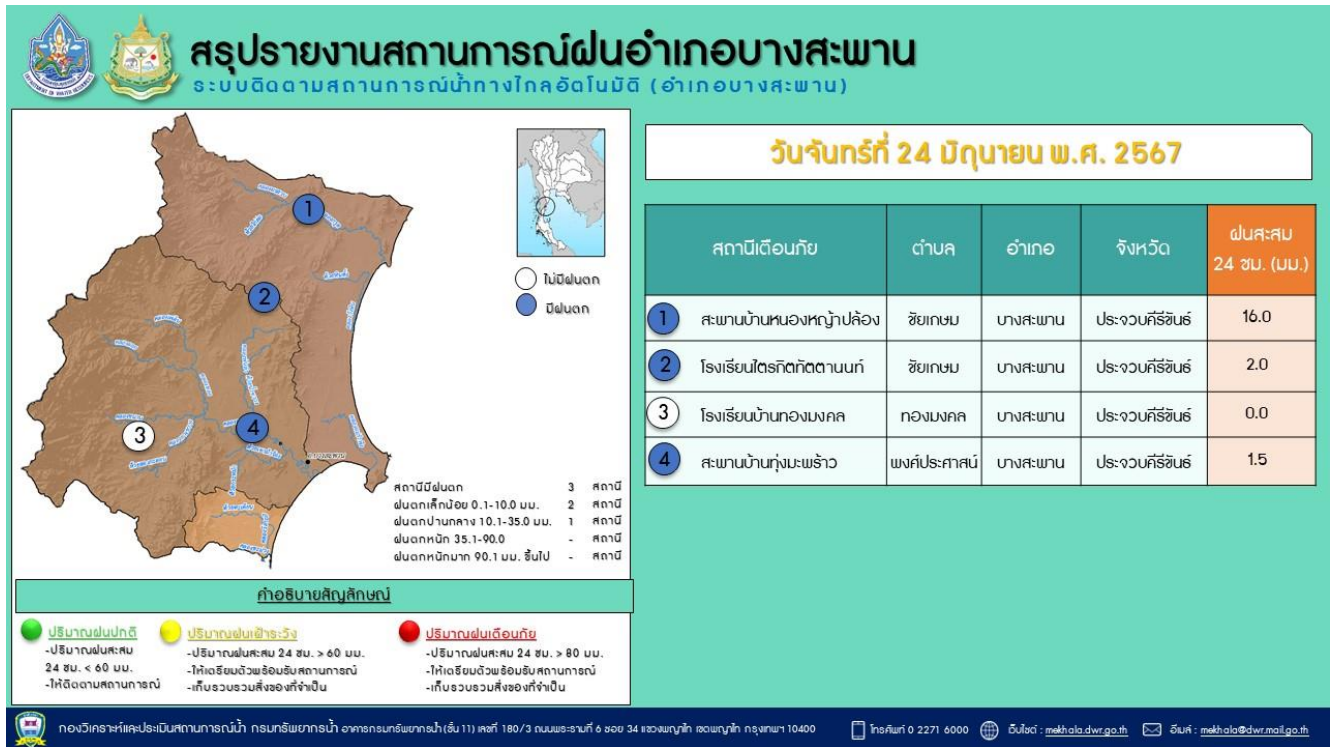 สรุปรายงานสถานการณ์ฝนอำเภอบางสะพาน
ระบบติดตามสถานการณ์น้ำทางไกลอัตโนมัติ (อำเภอบางสะพาน)
1
2
3
4
ไม่มีฝนตก
มีฝนตก
สถานีมีฝนตก 3 สถานี
ฝนตกเล็กน้อย 0.1-10.0 มม. 2 สถานี
ฝนตกปานกลาง 10.1-35.0 มม. 1 สถานี
ฝนตกหนัก 35.1-90.0 - สถานี
ฝนตกหนักมาก 90.1 มม. ขึ้นไป - สถานี
คำอธิบายสัญลักษณ์
ปริมาณฝนปกติ
-ปริมาณฝนสะสม
24 ชม. < 60 มม.
-ให้ติดตามสถานการณ์
ปริมาณฝนเฝ้าระวัง
-ปริมาณฝนสะสม 24 ชม. > 60 มม.
-ให้เตรียมตัวพร้อมรับสถานการณ์
-เก็บรวบรวมสิ่งของที่จำเป็น
ปริมาณฝนเตือนภัย
-ปริมาณฝนสะสม 24 ชม. > 80 มม.
-ให้เตรียมตัวพร้อมรับสถานการณ์
-เก็บรวบรวมสิ่งของที่จำเป็น
วันจันทร์ที่ 24 มิถุนายน พ.ศ. 2567
สถานีเตือนภัย ตำบล อำเภอ จังหวัด ฝนสะสม
24 ชม. (มม.)
1 สะพานบ้านหนองหญ้าปล้อง ชัยเกษม บางสะพาน ประจวบคีรีขันธ์ 16.0
2 โรงเรียนไตรกิตทัตตานนท์ ชัยเกษม บางสะพาน ประจวบคีรีขันธ์ 2.0
3 โรงเรียนบ้านทองมงคล ทองมงคล บางสะพาน ประจวบคีรีขันธ์ 0.0
4 สะพานบ้านทุ่งมะพร้าว พงศ์ประศาสน์ บางสะพาน ประจวบคีรีขันธ์ 1.5
กองวิเคราะห์และประเมินสถานการณ์น้ำ กรมทรัพยากรน้ำ อาคารกรมทรัพยากรน้ำ (ชั้น 11) เลขที่ 180/3 ถนนพระรามที่ 6 ซอย 34 แขวงพญาไท เขตพญาไท กรุงเทพฯ 10400 โทรศัพท์ 0 2271 6000 เว็บไซต์ : mekhala.dwr.go.th อีเมล์ : mekhala@dwr.mail.go.th